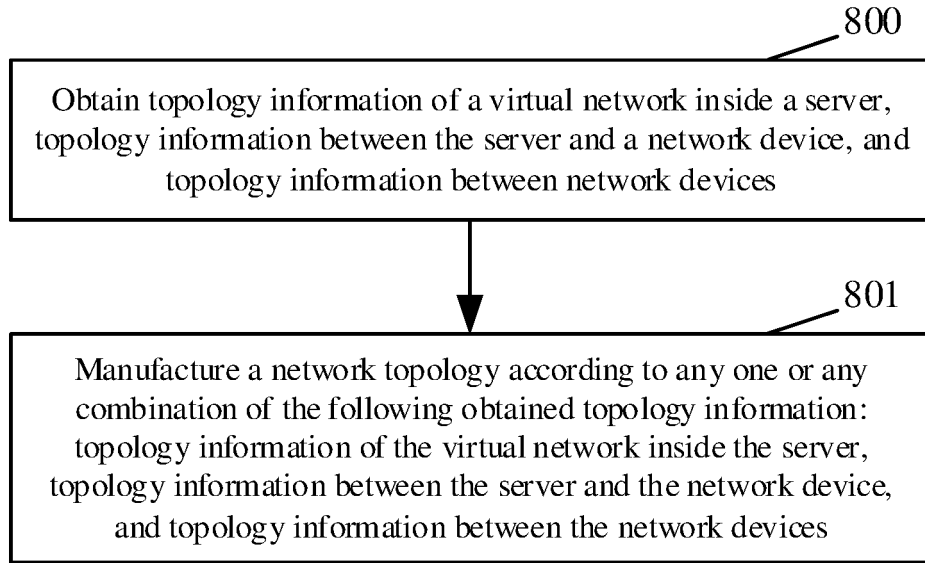 800
Obtain topology information of a virtual network inside a server,
topology information between the server and a network device, and
topology information between network devices
801
Manufacture a network topology according to any one or any
combination of the following obtained topology information:
topology information of the virtual network inside the server,
topology information between the server and the network device,
and topology information between the network devices